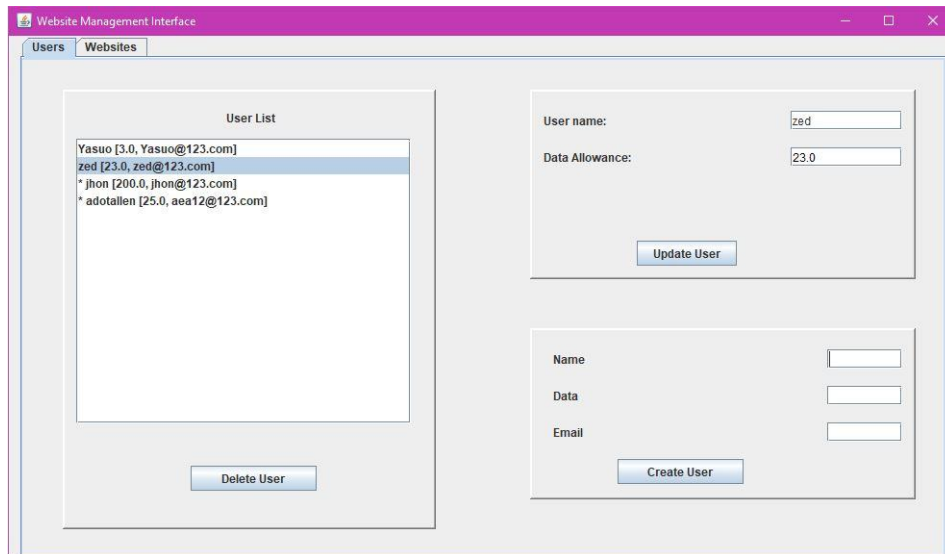 Website Management Interface
Users Websites
User List
Yasuo [3.0, Yasuo@123.com]
zed [23.0, zed@123.com]
* jhon [200.0, jhon@123.com]
* adotallen [25.0, aea12@123.com]
Delete User
User name: zed
Data Allowance: 23.0
Update User
Name
Data
Email
Create User